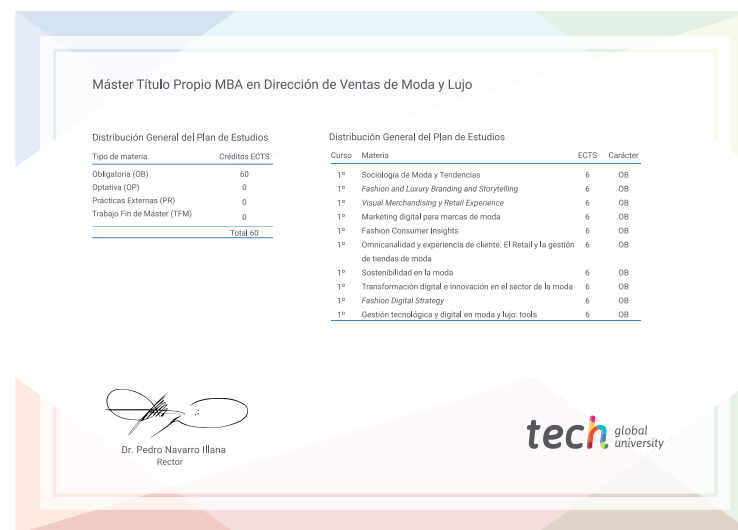 Máster Título Propio MBA en Dirección de Ventas de Moda y Lujo
Distribución General del Plan de Estudios
Tipo de materia Créditos ECTS
Obligatoria (OB) 60
Optativa (OP) 0
Prácticas Externas (PR) 0
Trabajo Fin de Máster (TFM) 0
Total 60
Distribución General del Plan de Estudios
Curso Materia ECTS Carácter
1º Sociología de Moda y Tendencias 6 OB
1º Fashion and Luxury Branding and Storytelling 6 OB
1º Visual Merchandising y Retail Experience 6 OB
1º Marketing digital para marcas de moda 6 OB
1º Fashion Consumer Insights 6 OB
1º Omnicanalidad y experiencia de cliente. El Retail y la gestión 6 OB
de tiendas de moda
1º Sostenibilidad en la moda 6 OB
1º Transformación digital e innovación en el sector de la moda 6 OB
1º Fashion Digital Strategy 6 OB
1º Gestión tecnológica y digital en moda y lujo: tools 6 OB
Dr. Pedro Navarro Illana
Rector
tech global
university